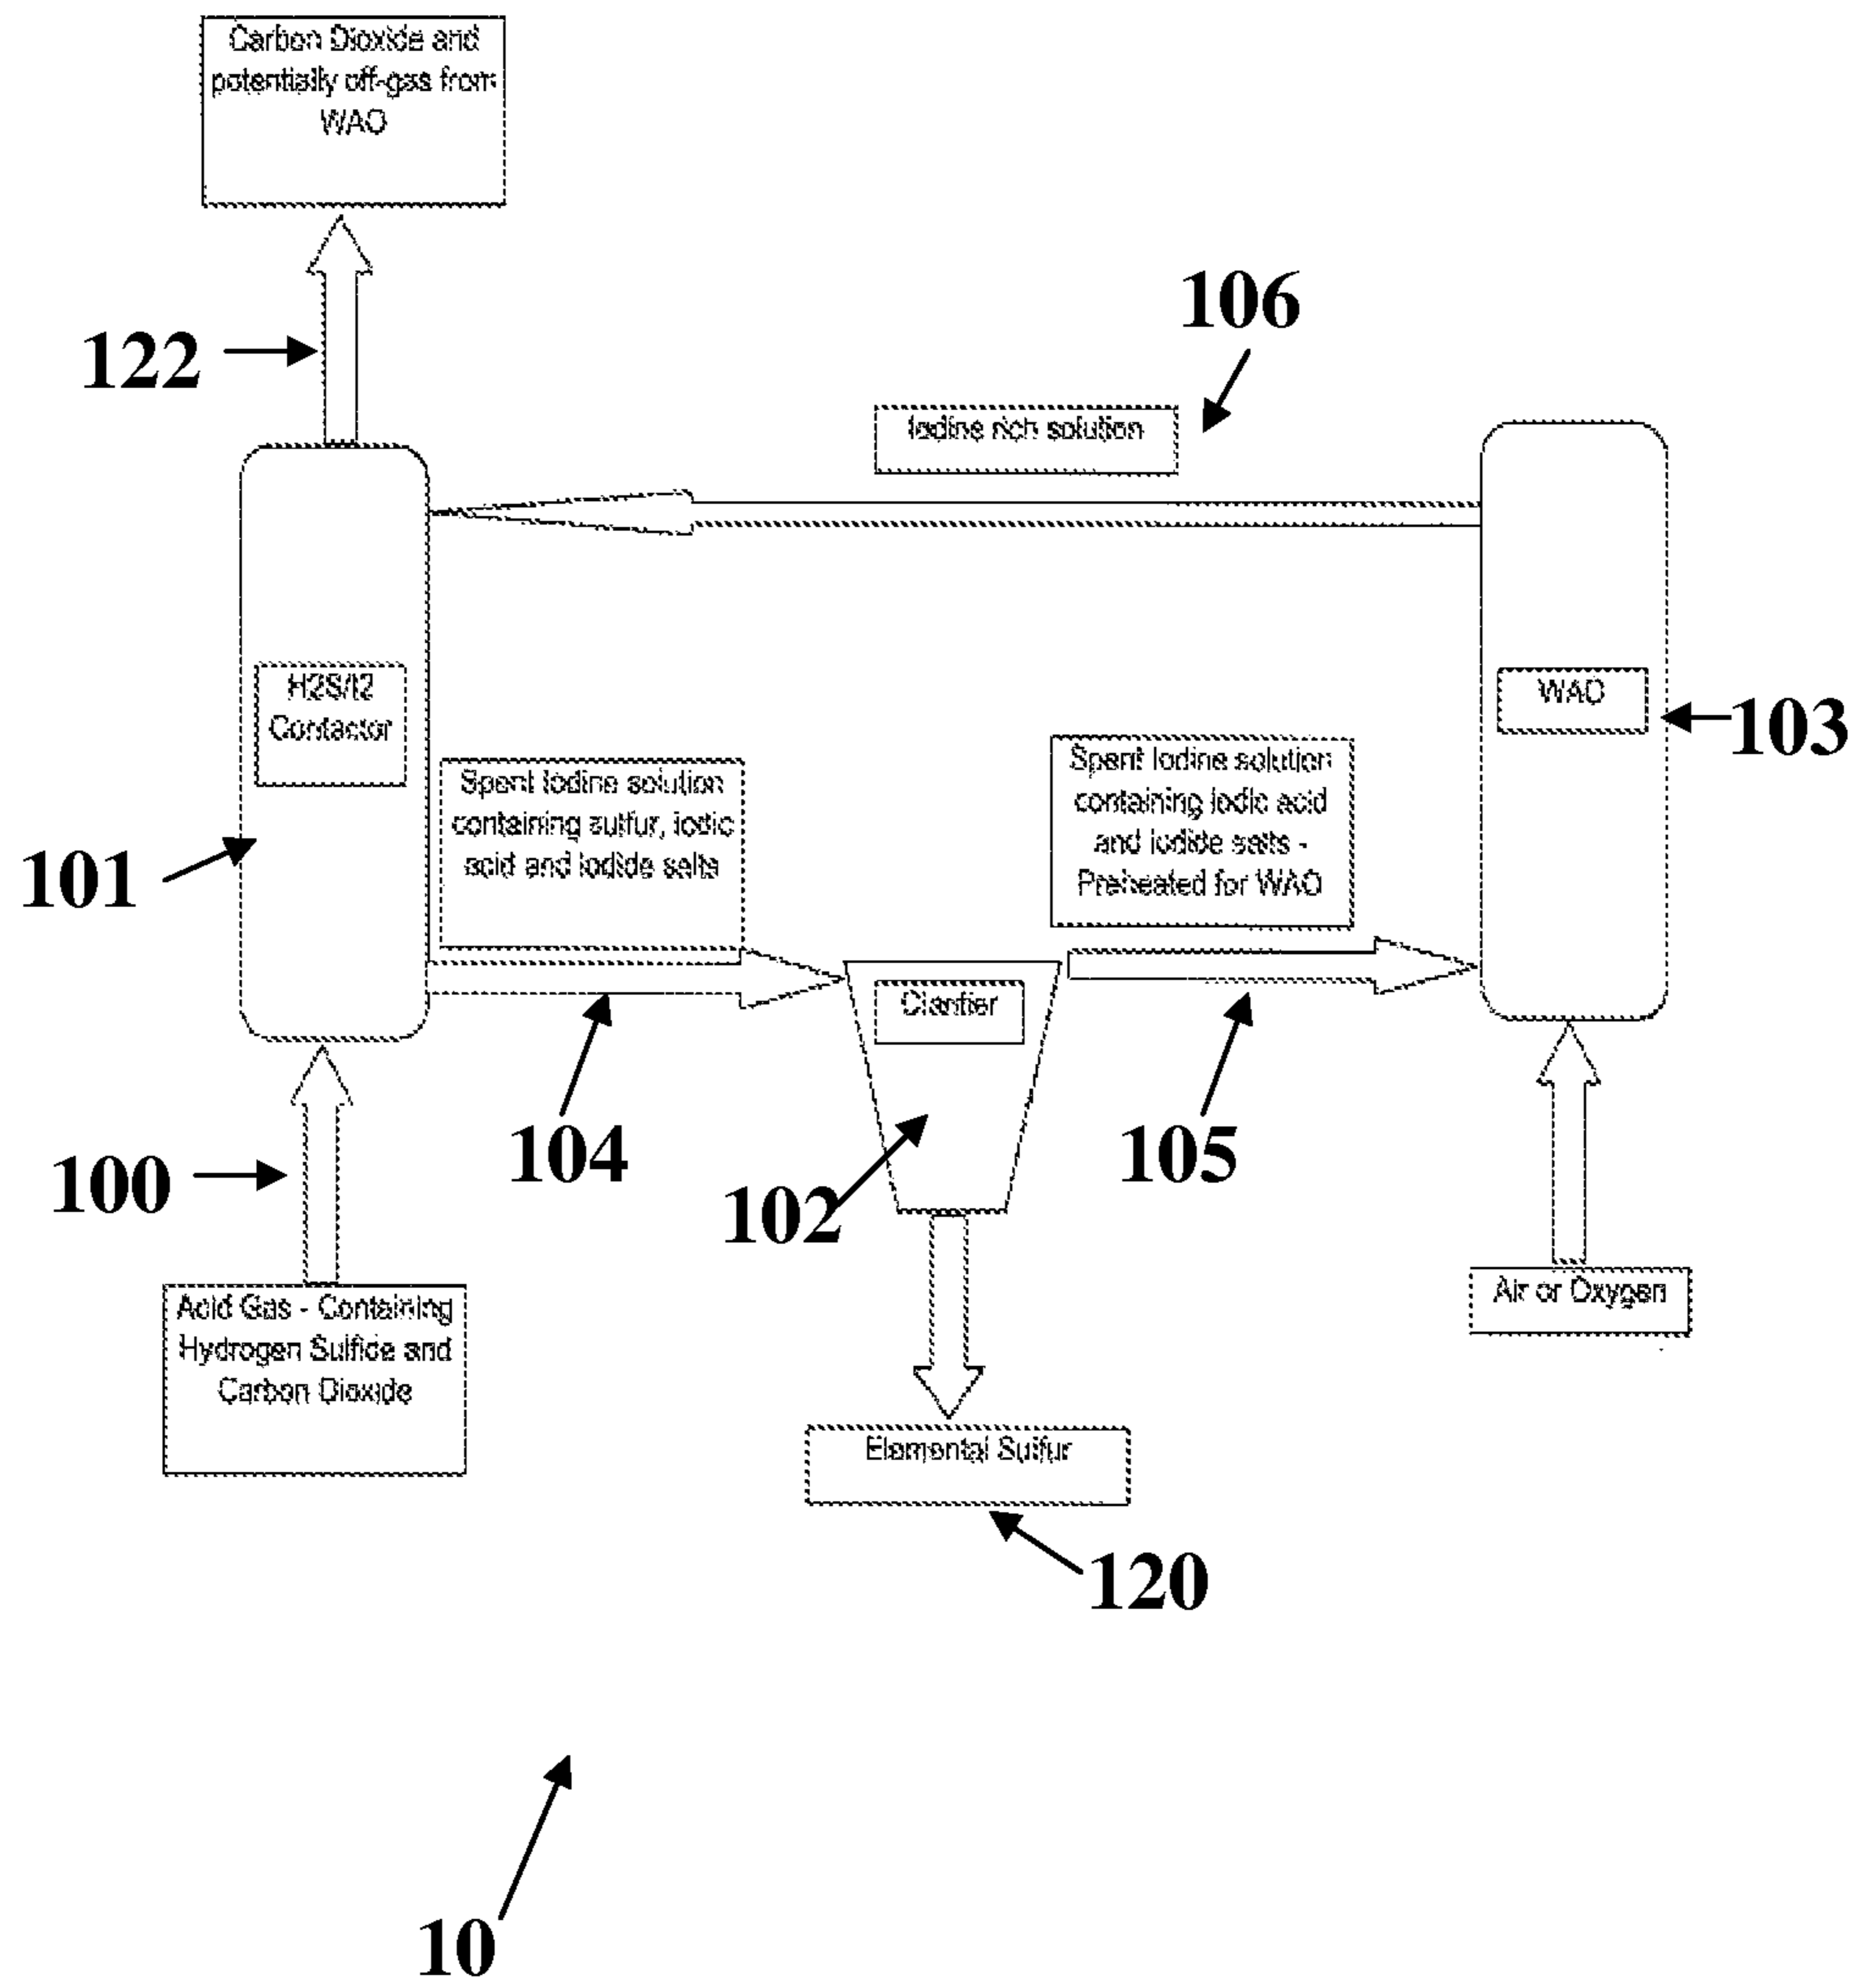 Carbon Dioxide and
potentially off-gas from
WAO
106
122
Iodine rich solution
H2S/I2
Contactor
WAO
103
Spent Iodine solution
containing sulfur, iodic
acid and iodide salts
Spent Iodine solution
containing iodic acid
and iodide salts -
Preheated for WAO
101
Clarifier
104
105
100
102
Acid Gas - Containing
Hydrogen Sulfide and
Carbon Dioxide
Air or Oxygen
Elemental Sulfur
120
10